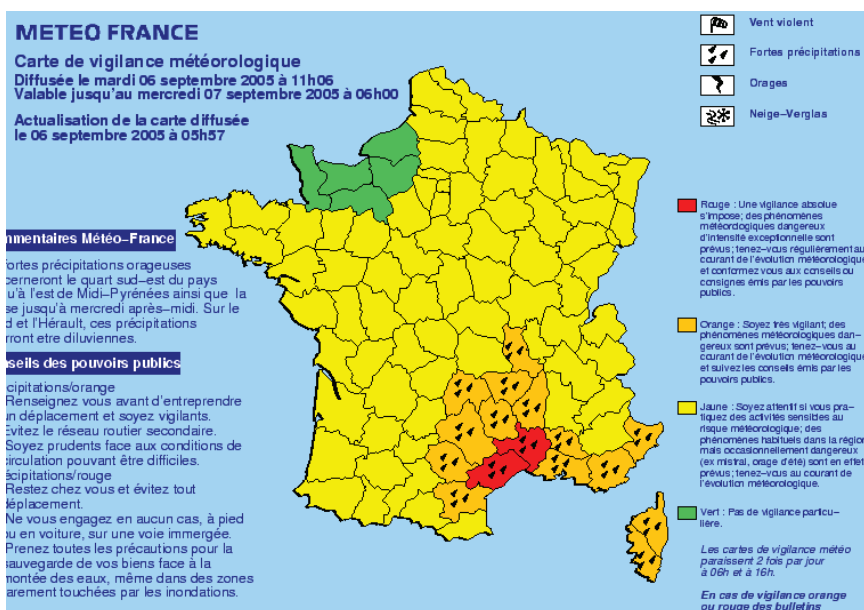 METEO FRANCE
Carte de vigilance météorologique
Diffusée le mardi 06 septembre 2005 à 11h06
Valable jusqu'au mercredi 07 septembre 2005 à 06h00
Actualisation de la carte diffusée
le 06 septembre 2005 à 05h57
mmentaires Météo–France
fortes précipitations orageuses
cerneront le quart sud–est du pays
qu'à l'est de Midi–Pyrénées ainsi que la
se jusqu'à mercredi après–midi. Sur le
d et l'Hérault, ces précipitations
rront etre diluviennes.
nseils des pouvoirs publics
cipitations/orange
Renseignez vous avant d'entreprendre
un déplacement et soyez vigilants.
Evitez le réseau routier secondaire.
Soyez prudents face aux conditions de
circulation pouvant être difficiles.
écipitations/rouge
Restez chez vous et évitez tout
déplacement.
Ne vous engagez en aucun cas, à pied
ou en voiture, sur une voie immergée.
Prenez toutes les précautions pour la
sauvegarde de vos biens face à la
montée des eaux, même dans des zones
rarement touchées par les inondations.
Vent violent
Fortes précipitations
Orages
Neige–Verglas
Rouge : Une vigilance absolue
s'impose; des phénomènes
météorologiques dangereux
d'intensité exceptionnelle sont
prévus; tenez–vous régulièrement au
courant de l'évolution météorologique
et conformez vous aux conseils ou
consignes émis par les pouvoirs
publics.
Orange : Soyez très vigilant; des
phénomènes météorologiques dan–
gereux sont prévus; tenez–vous au
courant de l'évolution météorologique
et suivez les conseils émis par les
pouvoirs publics.
Jaune : Soyez attentif si vous pra–
tiquez des activités sensibles au
risque météorologique; des
phénomènes habituels dans la région
mais occasionnellement dangereux
(ex mistral, orage d'été) sont en effet
prévus; tenez–vous au courant de
l'évolution météorologique.
Vert : Pas de vigilance particu–
lière.
Les cartes de vigilance météo
paraissent 2 fois par jour
à 06h et à 16h.
En cas de vigilance orange
ou rouge des bulletins